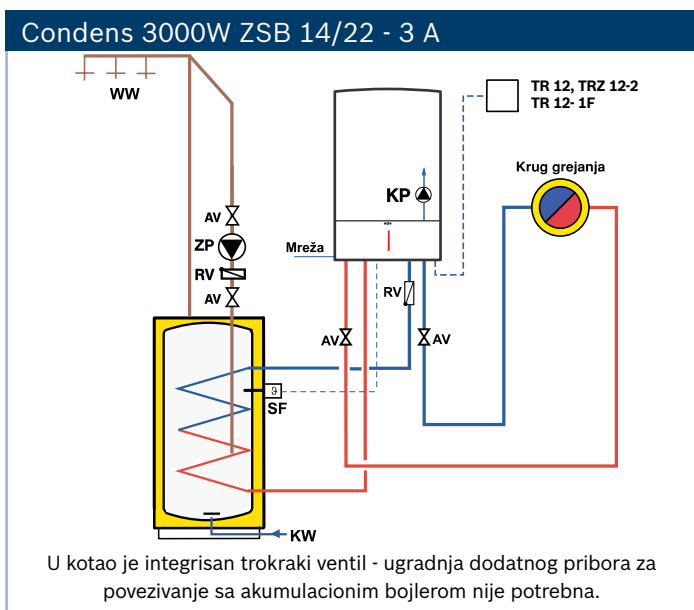 Condens 3000W ZSB 14/22 - 3 A
WW
TR 12, TRZ 12-2
TR 12- 1F
Krug grejanja
KP
AV
ZP
Mreža
RV
AV
RV
AV
AV
ϑ
SF
KW
U kotao je integrisan trokraki ventil - ugradnja dodatnog pribora za
povezivanje sa akumulacionim bojlerom nije potrebna.